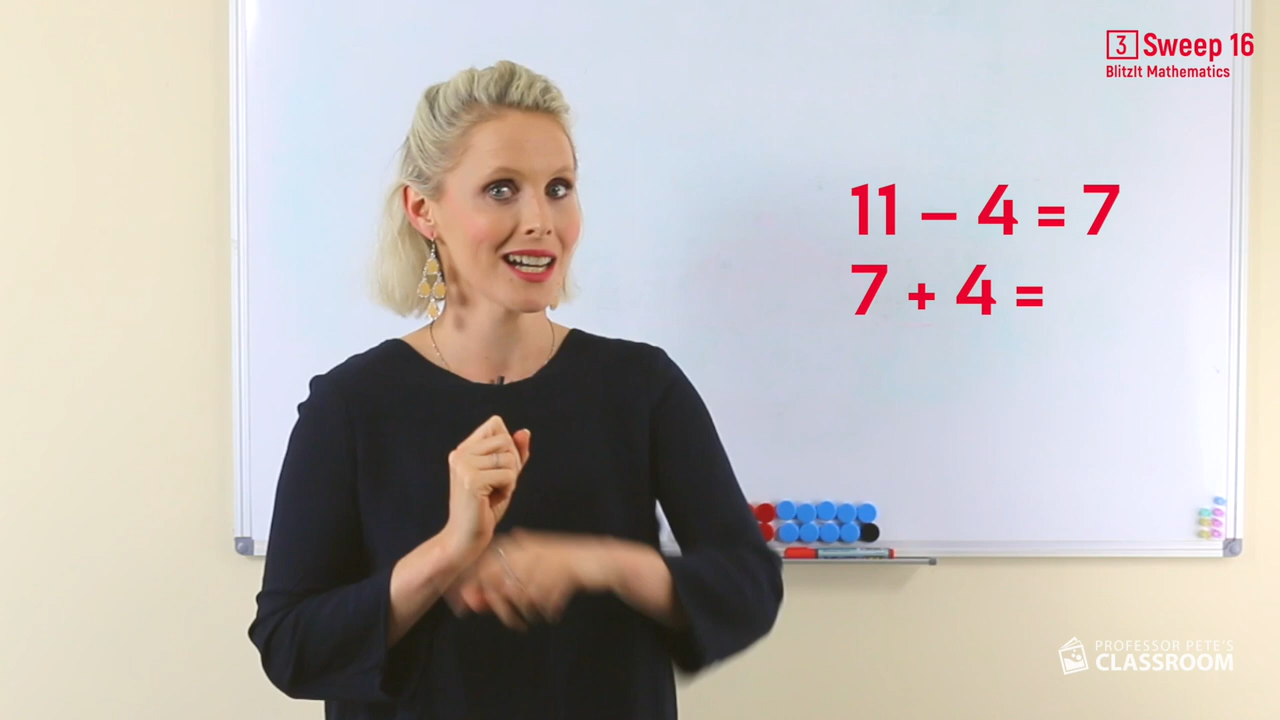 3 Sweep 16
BlitzIt Mathematics
11 – 4 = 7
7 + 4 =
PROFESSOR PETE'S
CLASSROOM